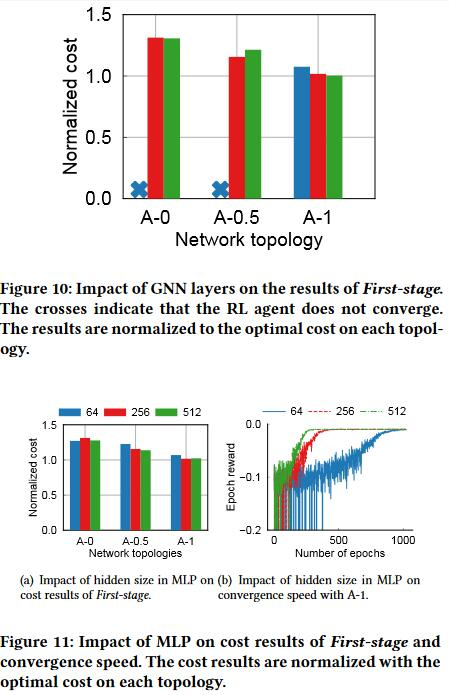 1.5
1.0
0.5
0.0
Normalized cost
A-0 A-0.5 A-1
Network topology
Figure 10: Impact of GNN layers on the results of First-stage.
The crosses indicate that the RL agent does not converge.
The results are normalized to the optimal cost on each topol-
ogy.
64 256 512
1.5
1.0
0.5
0.0
Normalized cost
A-0 A-0.5 A-1
Network topologies
64 256 512
0.0
−0.1
−0.2
Epoch reward
0 500 1000
Number of epochs
(a) Impact of hidden size in MLP on
cost results of First-stage.
(b) Impact of hidden size in MLP on
convergence speed with A-1.
Figure 11: Impact of MLP on cost results of First-stage and
convergence speed. The cost results are normalized with the
optimal cost on each topology.